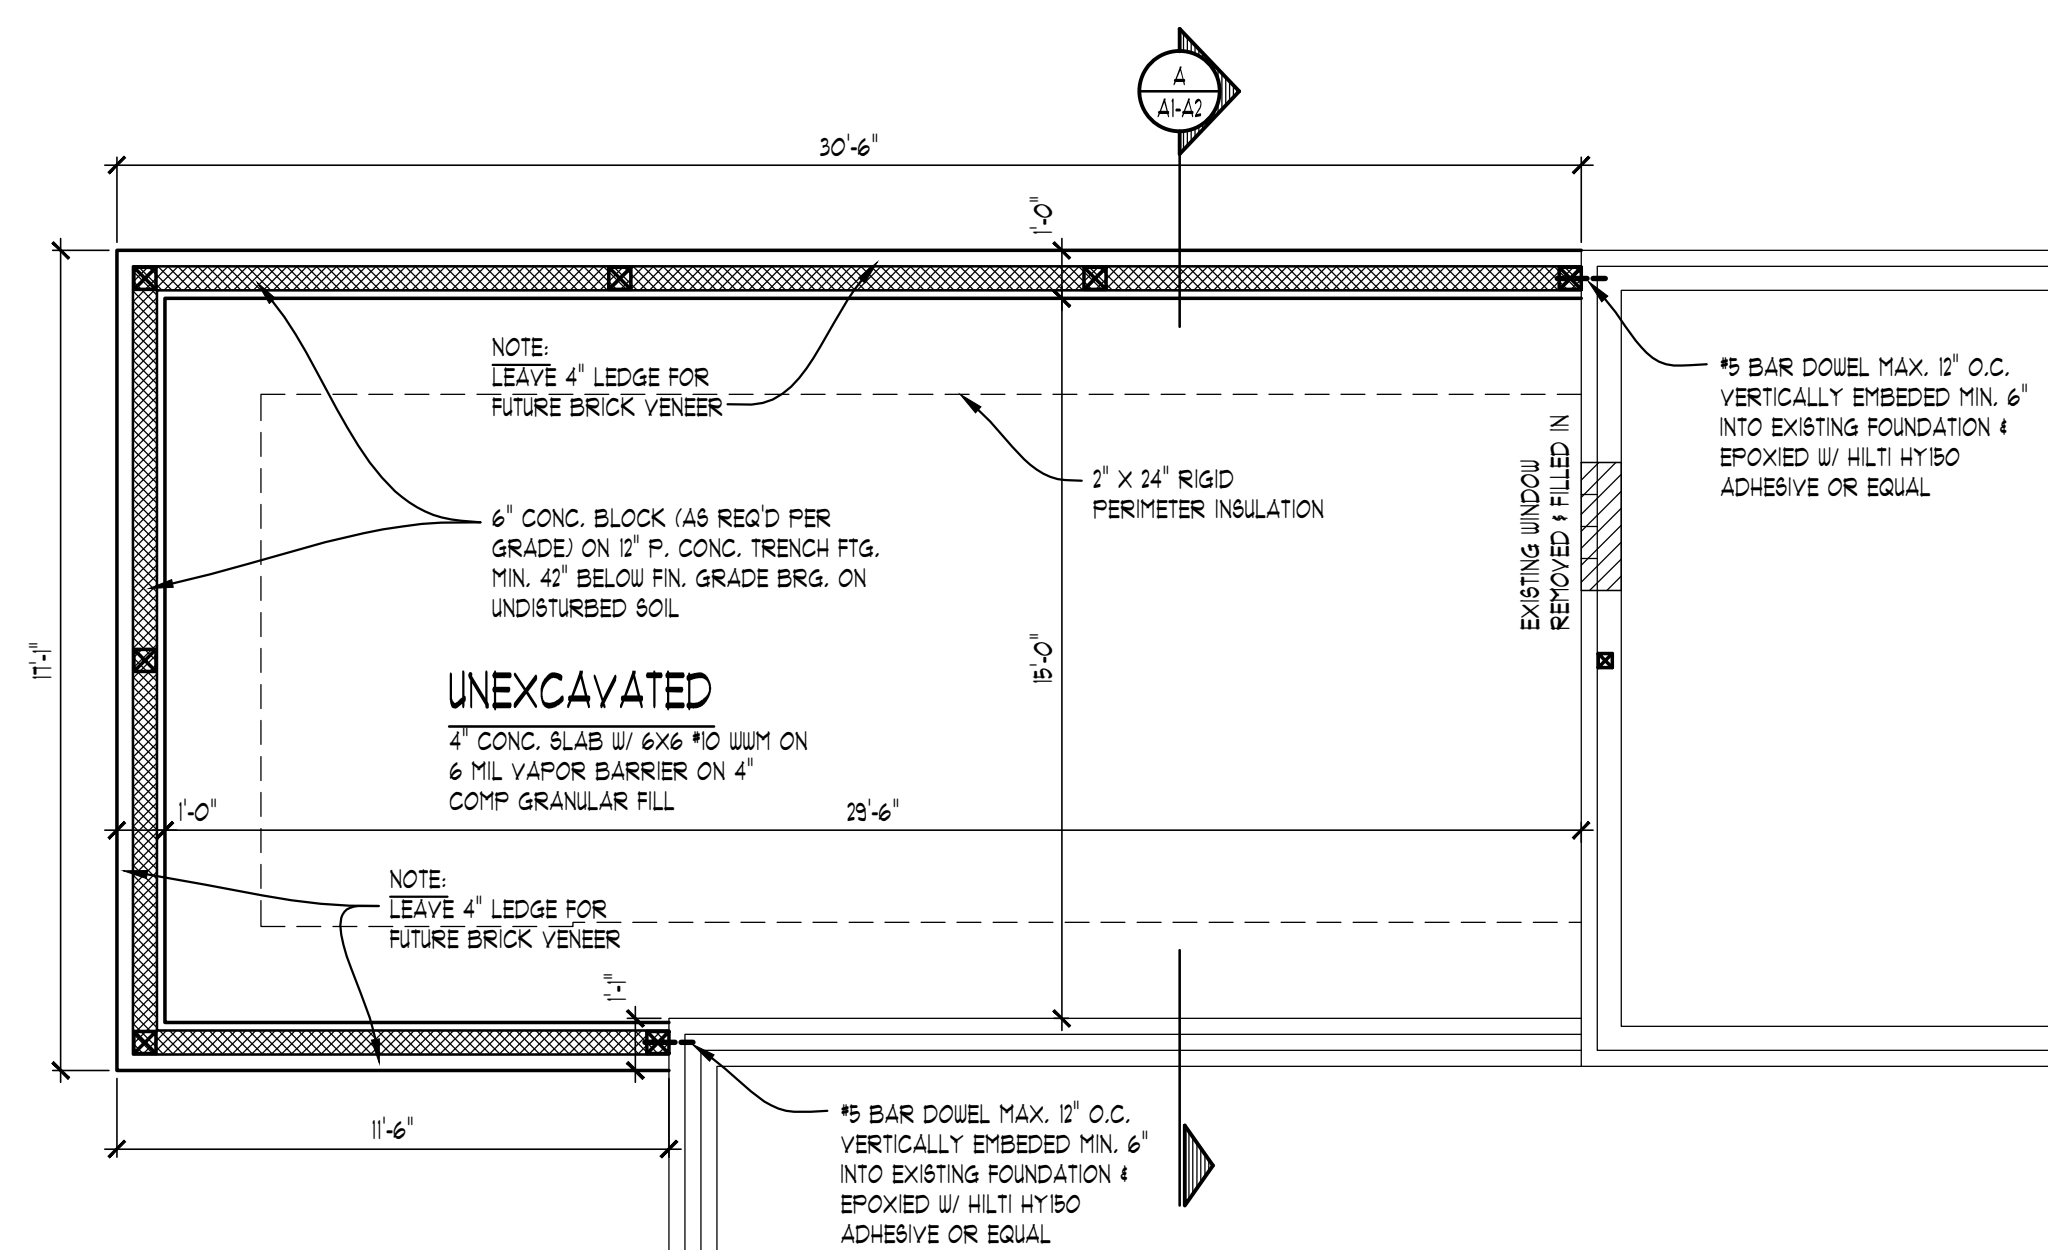 A
A1-A2
30'-6"
1'-0"
NOTE:
LEAVE 4" LEDGE FOR
FUTURE BRICK VENEER
#5 BAR DOWEL MAX. 12" O.C.
VERTICALLY EMBEDED MIN. 6"
INTO EXISTING FOUNDATION &
EPOXIED W/ HILTI HY150
ADHESIVE OR EQUAL
2" X 24" RIGID
PERIMETER INSULATION
EXISTING WINDOW
REMOVED & FILLED IN
6" CONC. BLOCK (AS REQ'D PER
GRADE) ON 12" P. CONC. TRENCH FTG.
MIN. 42" BELOW FIN. GRADE BRG. ON
UNDISTURBED SOIL
17'-1"
15'-0"
UNEXCAVATED
4" CONC. SLAB W/ 6X6 #10 WWM ON
6 MIL VAPOR BARRIER ON 4"
COMP GRANULAR FILL
1'-0"
29'-6"
NOTE:
LEAVE 4" LEDGE FOR
FUTURE BRICK VENEER
1'-1"
11'-6"
#5 BAR DOWEL MAX. 12" O.C.
VERTICALLY EMBEDED MIN. 6"
INTO EXISTING FOUNDATION &
EPOXIED W/ HILTI HY150
ADHESIVE OR EQUAL